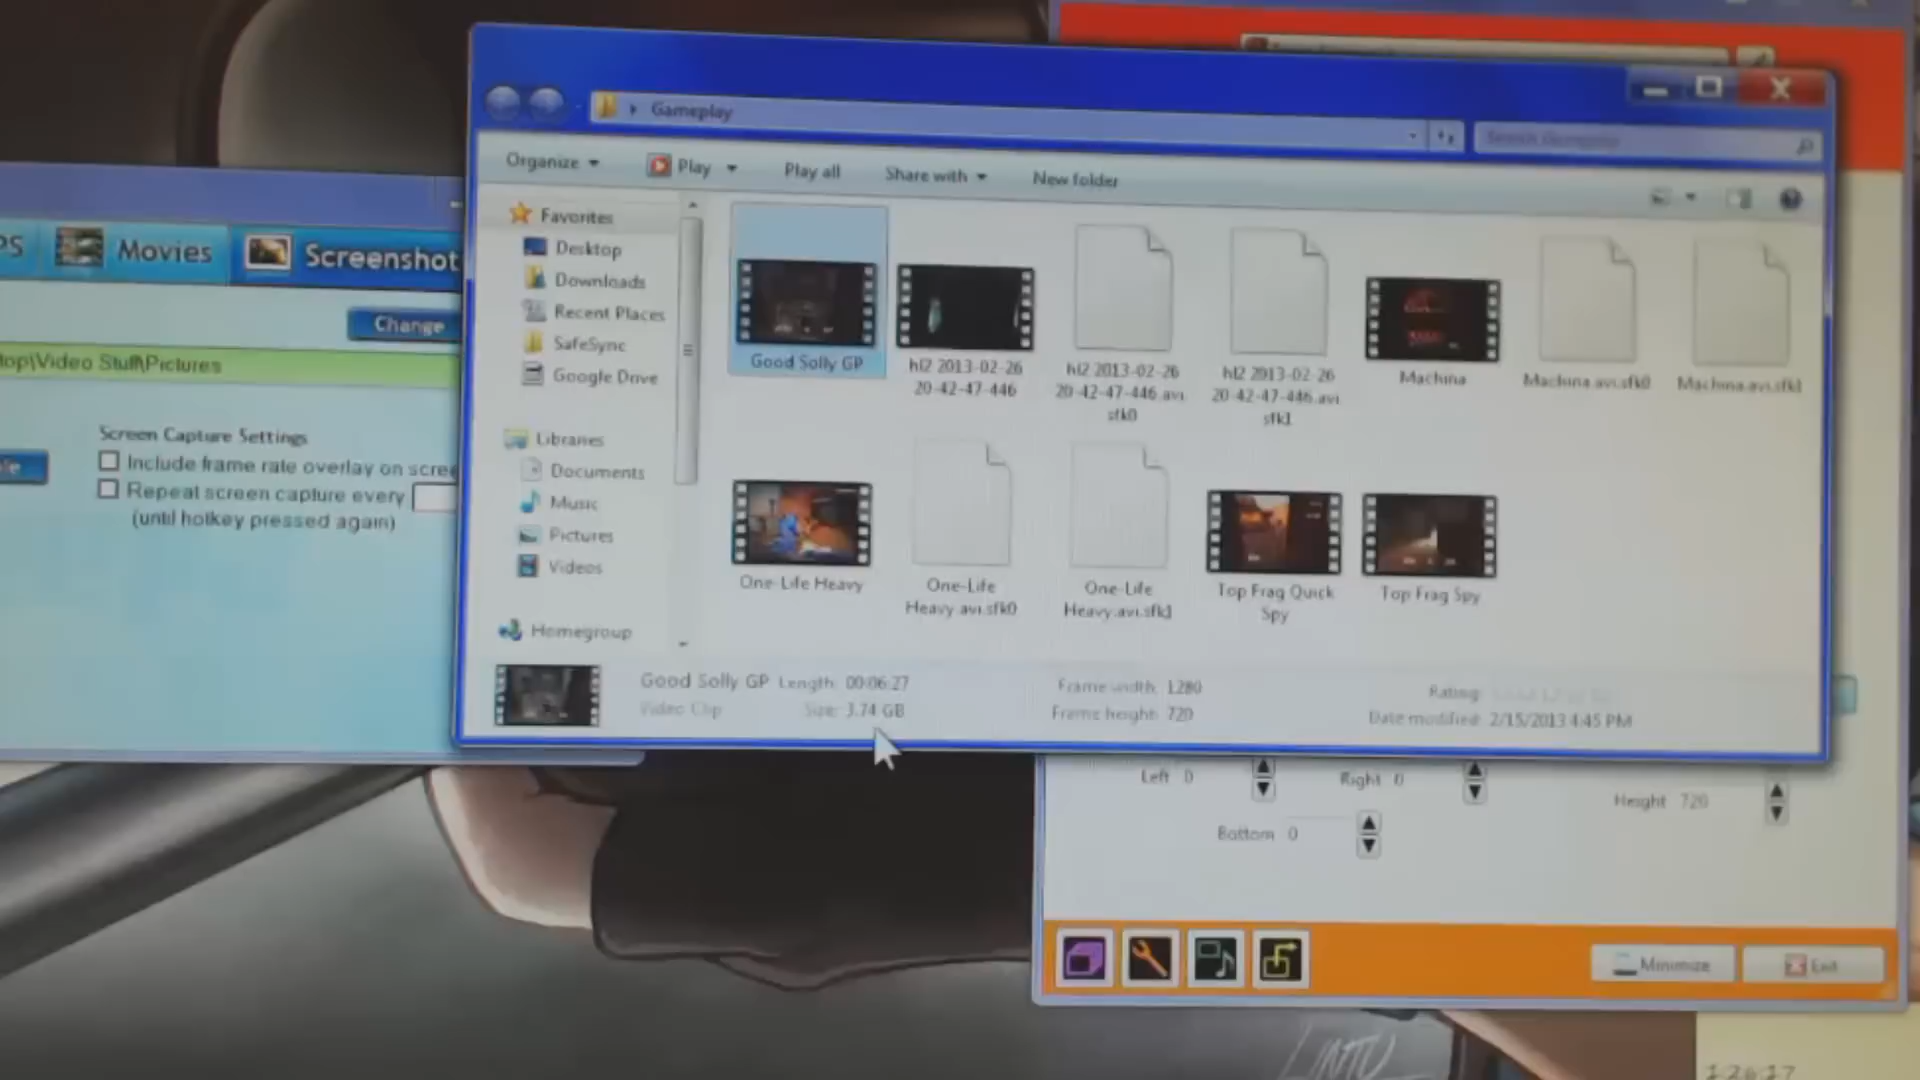 Gameplay
Search Gameplay
Organize
Play
Play all
Share with
New folder
PS
Movies
Screenshot
Change
top\Video Stuff\Pictures
Screen Capture Settings
Include frame rate overlay on scree
Repeat screen capture every
(until hotkey pressed again)
Favorites
Desktop
Downloads
Recent Places
SafeSync
Google Drive
Libraries
Documents
Music
Pictures
Videos
Homegroup
Good Solly GP
hl2 2013-02-26
20-42-47-446
hl2 2013-02-26
20-42-47-446.avi.
sfk0
hl2 2013-02-26
20-42-47-446.avi.
sfk1
Machina
Machina.avi.sfk0
Machina.avi.sfk1
One-Life Heavy
One-Life
Heavy.avi.sfk0
One-Life
Heavy.avi.sfk1
Top Frag Quick
Spy
Top Frag Spy
Good Solly GP Length: 00:06:27
Video Clip Size: 3.74 GB
Frame width: 1280
Frame height: 720
Rating:
Date modified: 2/15/2013 4:45 PM
Left 0
Right 0
Height 720
Bottom 0
Minimize
Exit